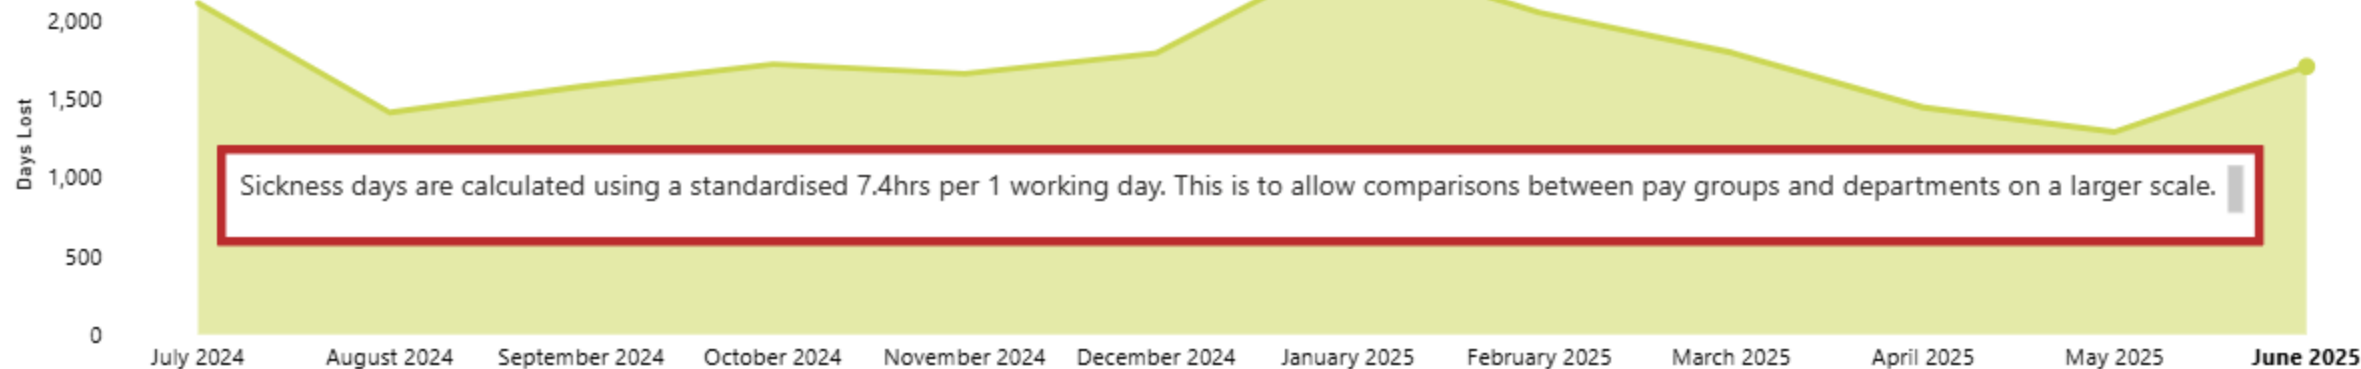 2,000
1,500
Days Lost
1,000
Sickness days are calculated using a standardised 7.4hrs per 1 working day. This is to allow comparisons between pay groups and departments on a larger scale.
500
0
July 2024 August 2024 September 2024 October 2024 November 2024 December 2024 January 2025 February 2025 March 2025 April 2025 May 2025 June 2025